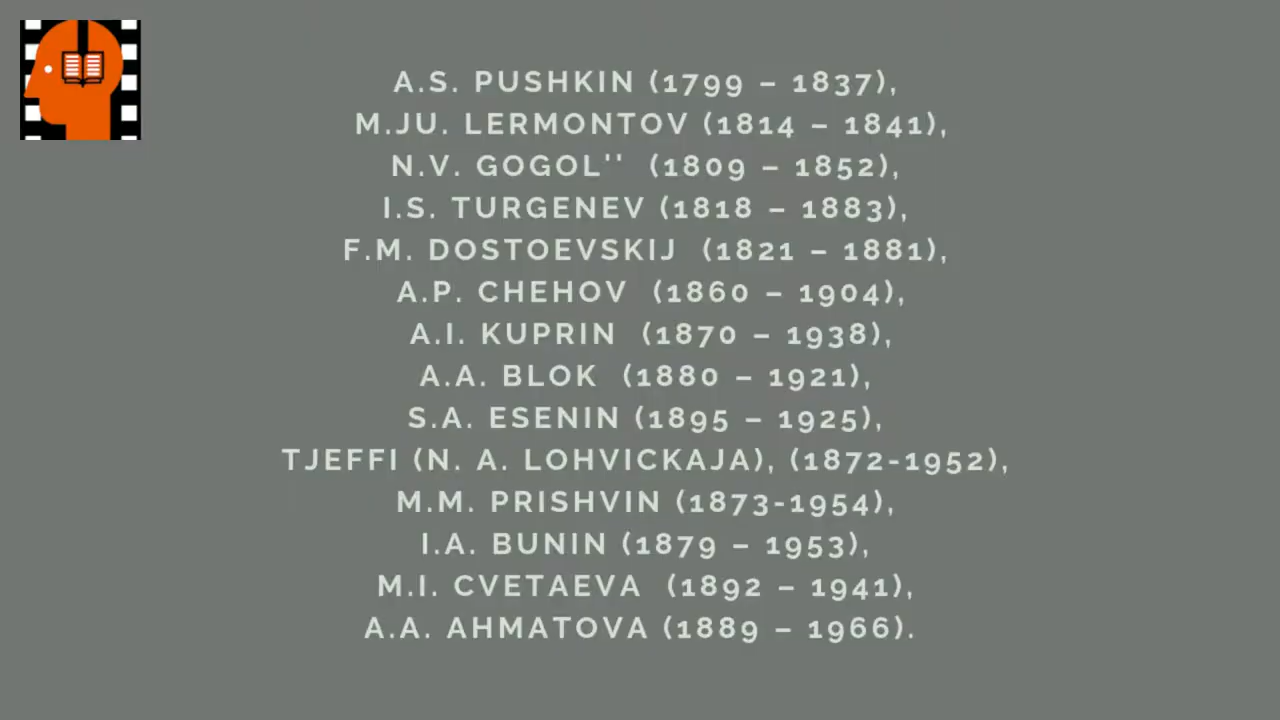 A.S. PUSHKIN (1799 – 1837),
M.JU. LERMONTOV (1814 – 1841),
N.V. GOGOL'' (1809 – 1852),
I.S. TURGENEV (1818 – 1883),
F.M. DOSTOEVSKIJ (1821 – 1881),
A.P. CHEHOV (1860 – 1904),
A.I. KUPRIN (1870 – 1938),
A.A. BLOK (1880 – 1921),
S.A. ESENIN (1895 – 1925),
TJEFFI (N. A. LOHVICKAJA), (1872-1952),
M.M. PRISHVIN (1873-1954),
I.A. BUNIN (1879 – 1953),
M.I. CVETAEVA (1892 – 1941),
A.A. AHMATOVA (1889 – 1966).